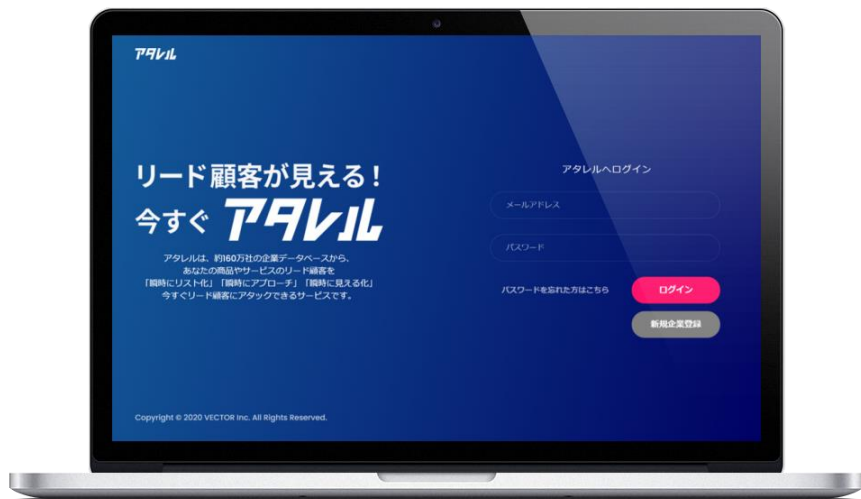 アタレル
リード顧客が見える!
今すぐ アタレル
アタレルは、約160万社の企業データベースから、
あなたの商品やサービスのリード顧客を
「瞬時にリスト化」「瞬時にアプローチ」「瞬時に見える化」
今すぐリード顧客にアタックできるサービスです。
アタレルへログイン
メールアドレス
パスワード
パスワードを忘れた方はこちら
ログイン
新規企業登録
Copyright © 2020 VECTOR Inc. All Rights Reserved.